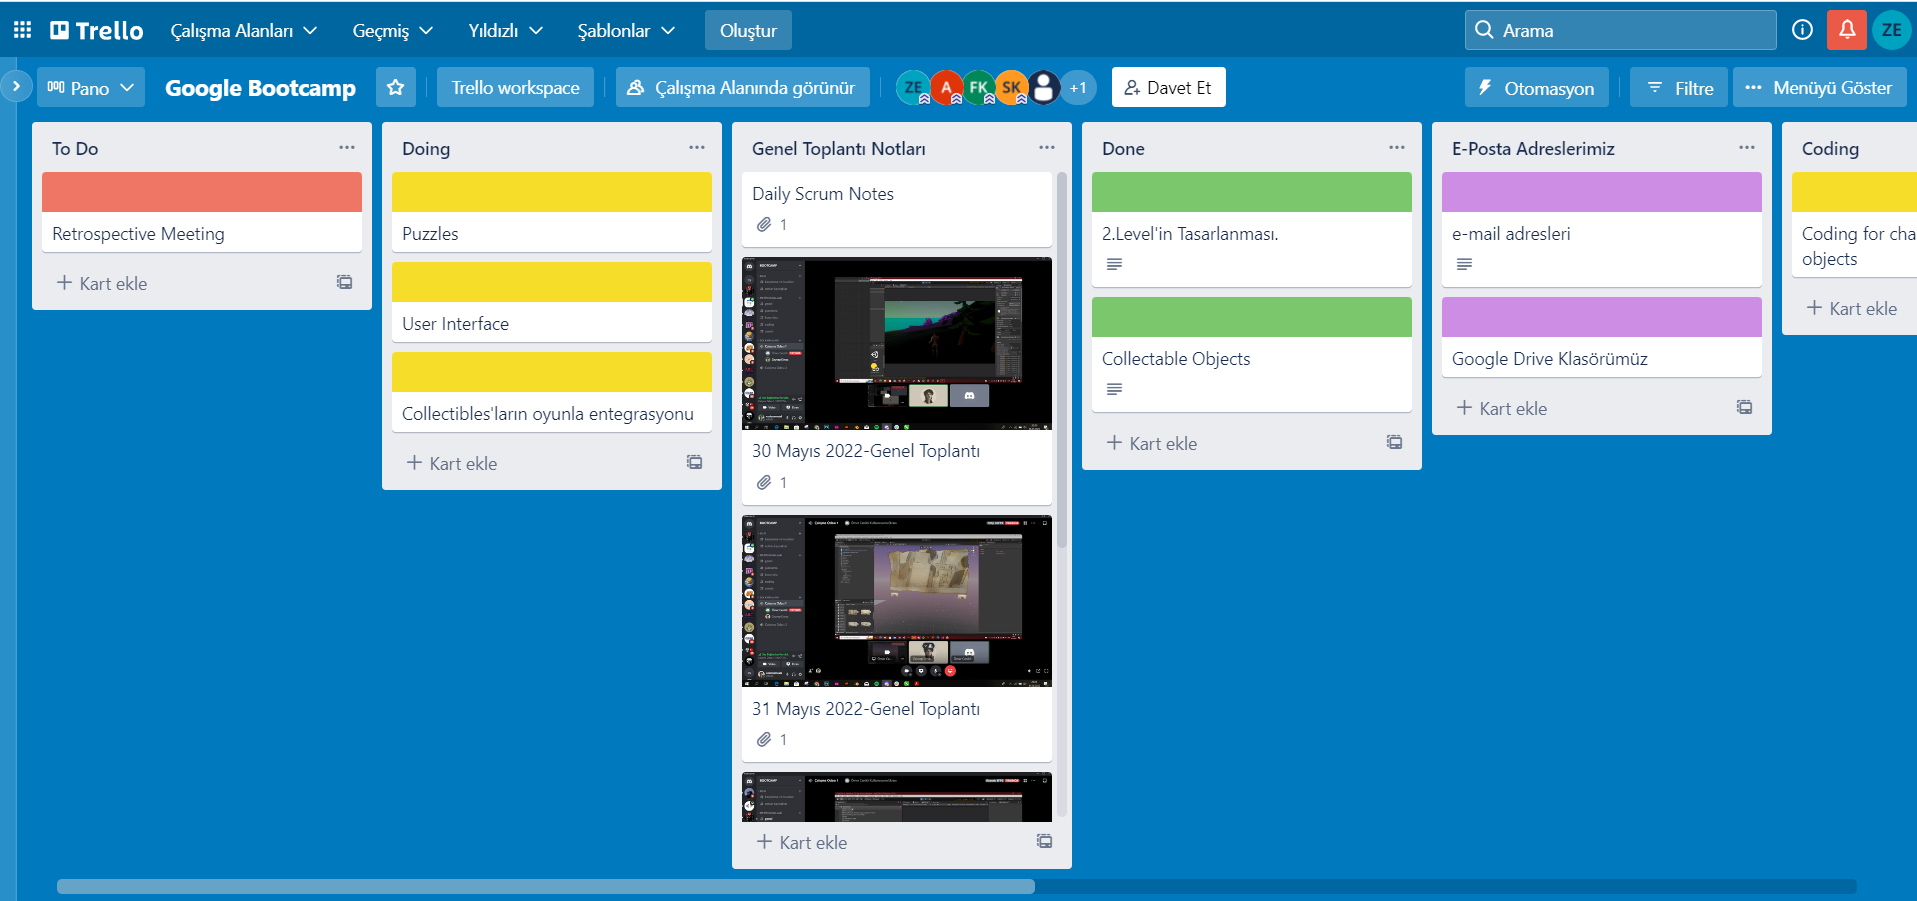 Trello
Çalışma Alanları
Geçmiş
Yıldızlı
Şablonlar
Oluştur
Arama
ZE
Pano
Google Bootcamp
Trello workspace
Çalışma Alanında görünür
ZE
A
FK
SK
+1
Davet Et
Otomasyon
Filtre
Menüyü Göster
To Do
Retrospective Meeting
Kart ekle
Doing
Puzzles
User Interface
Collectibles'ların oyunla entegrasyonu
Kart ekle
Genel Toplantı Notları
Daily Scrum Notes
1
BOOTCAMP
30 Mayıs 2022-Genel Toplantı
1
BOOTCAMP
31 Mayıs 2022-Genel Toplantı
1
BOOTCAMP
Kart ekle
Done
2.Level'in Tasarlanması.
Collectable Objects
Kart ekle
E-Posta Adreslerimiz
e-mail adresleri
Google Drive Klasörümüz
Kart ekle
Coding
Coding for cha
objects
Kart ekle